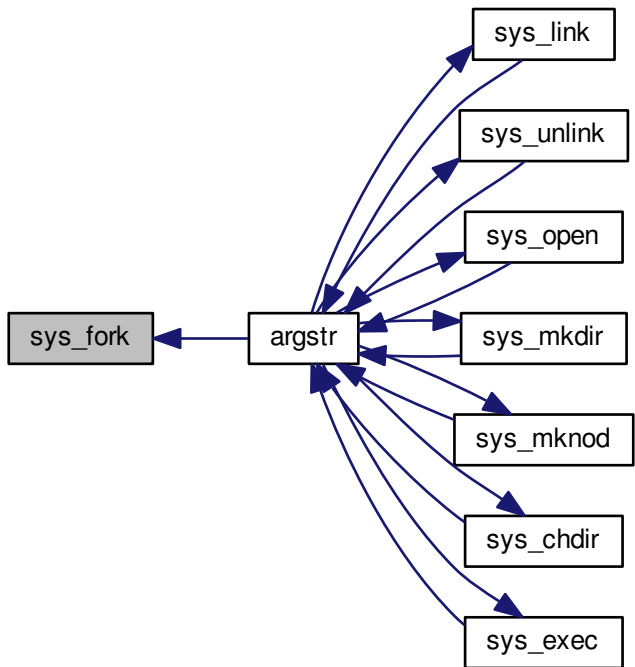 sys_link
sys_unlink
sys_open
sys_fork
argstr
sys_mkdir
sys_mknod
sys_chdir
sys_exec